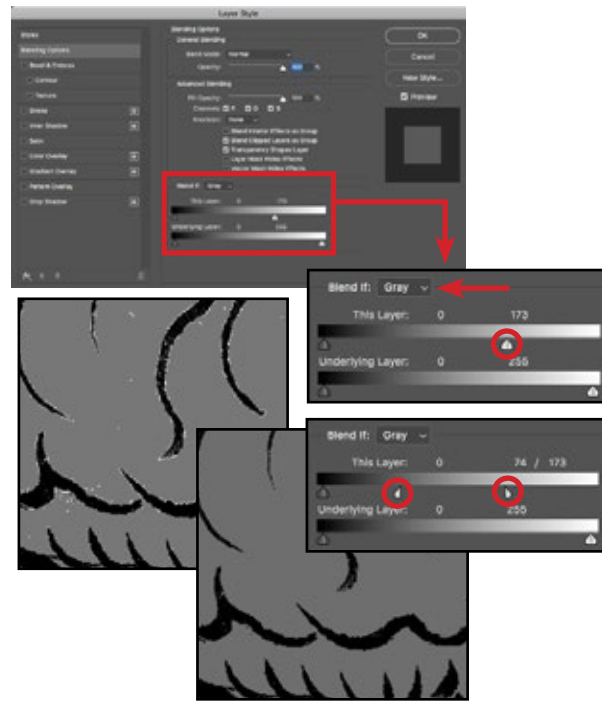 Layer Style
Styles
Blending Options
Bevel & Emboss
Contour
Texture
Stroke
Inner Shadow
Satin
Color Overlay
Gradient Overlay
Pattern Overlay
Drop Shadow
Blending Options
General Blending
Blend Mode: Normal
Opacity: %
Advanced Blending
Fill Opacity: 100 %
Channels: R G B
Knockout: None
Blend Interior Effects as Group
Blend Clipped Layers as Group
Transparency Shapes Layer
Layer Mask Hides Effects
Vector Mask Hides Effects
Blend If: Gray
This Layer: 0 173
Underlying Layer: 0 255
OK
Cancel
New Style...
Preview
Blend If: Gray
This Layer: 0 173
Underlying Layer: 0 255
Blend If: Gray
This Layer: 0 74 / 173
Underlying Layer: 0 255